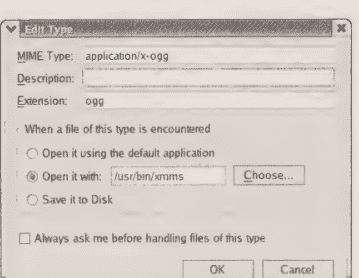 Edit Type
MIME Type: application/x-ogg
Description:
Extension: ogg
When a file of this type is encountered
Open it using the default application
Open it with: /usr/bin/xmms Choose...
Save it to Disk
Always ask me before handling files of this type
OK Cancel